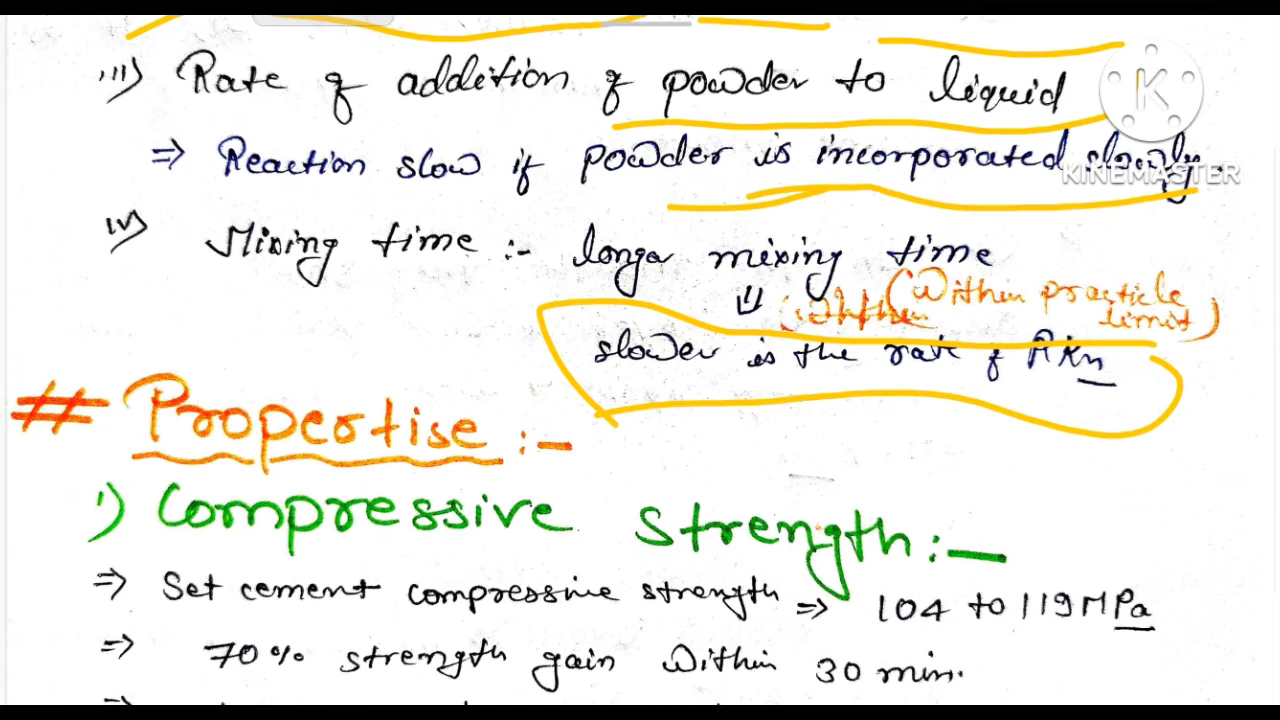 iii) Rate of addition of powder to liquid
⇒ Reaction slow if powder is incorporated slowly.
iv) Mixing time :- longer mixing time
⇓ (Within practicle limit)
slower is the rate of Rxn
# Propertise :-
1) Compressive Strength :-
⇒ Set cement compressive strength ⇒ 104 to 119 MPa
⇒ 70% strength gain within 30 min.
K
KINEMASTER